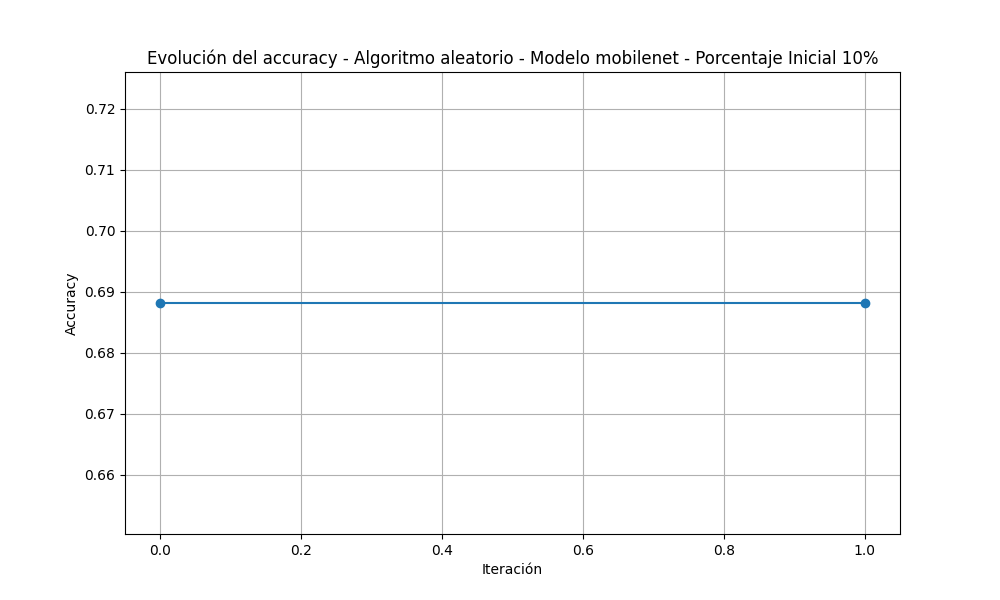 Evolución del accuracy - Algoritmo aleatorio - Modelo mobilenet - Porcentaje Inicial 10%
0.72
0.71
0.70
0.69
0.68
0.67
0.66
Accuracy
0.0 0.2 0.4 0.6 0.8 1.0
Iteración